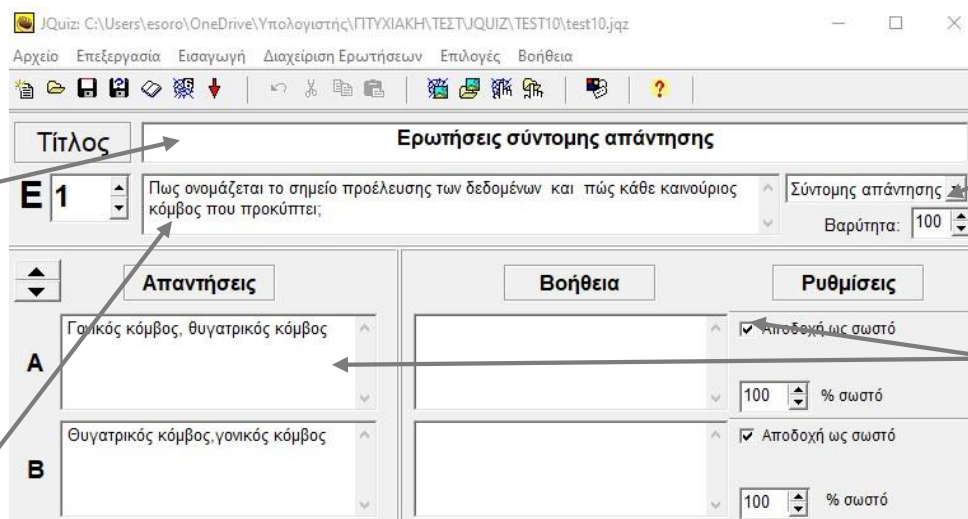 JQuiz: C:\Users\esoro\OneDrive\Υπολογιστής\ΠΤΥΧΙΑΚΗ\ΤΕΣΤ\JQUIZ\TEST10\test10.jqz
Αρχείο Επεξεργασία Εισαγωγή Διαχείριση Ερωτήσεων Επιλογές Βοήθεια
Τίτλος Ερωτήσεις σύντομης απάντησης
Ε 1 Πως ονομάζεται το σημείο προέλευσης των δεδομένων και πώς κάθε καινούριος Σύντομης απάντησης
κόμβος που προκύπτει;
Βαρύτητα: 100
Απαντήσεις Βοήθεια Ρυθμίσεις
Γονικός κόμβος, θυγατρικός κόμβος Αποδοχή ως σωστό
A
100 % σωστό
Θυγατρικός κόμβος,γονικός κόμβος Αποδοχή ως σωστό
B
100 % σωστό